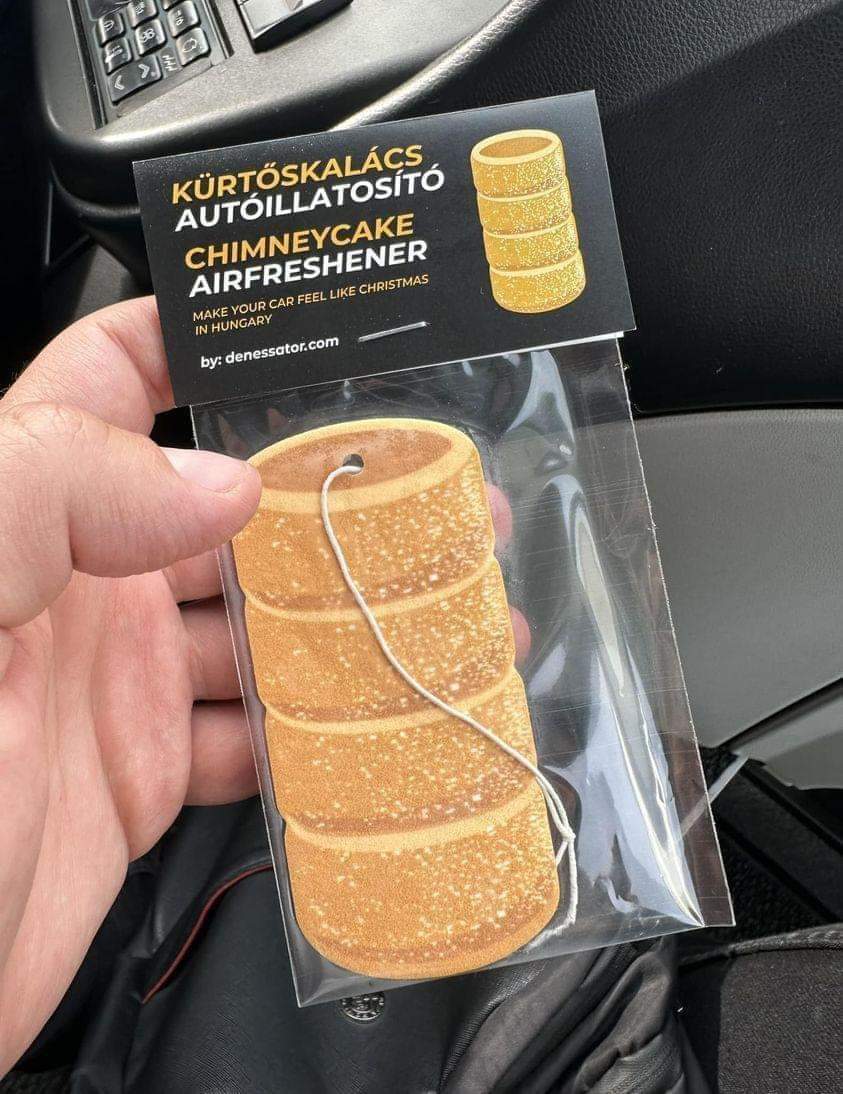 KÜRTŐSKALÁCS
AUTÓILLATOSÍTÓ
CHIMNEYCAKE
AIRFRESHENER
MAKE YOUR CAR FEEL LIKE CHRISTMAS
IN HUNGARY
by: denessator.com